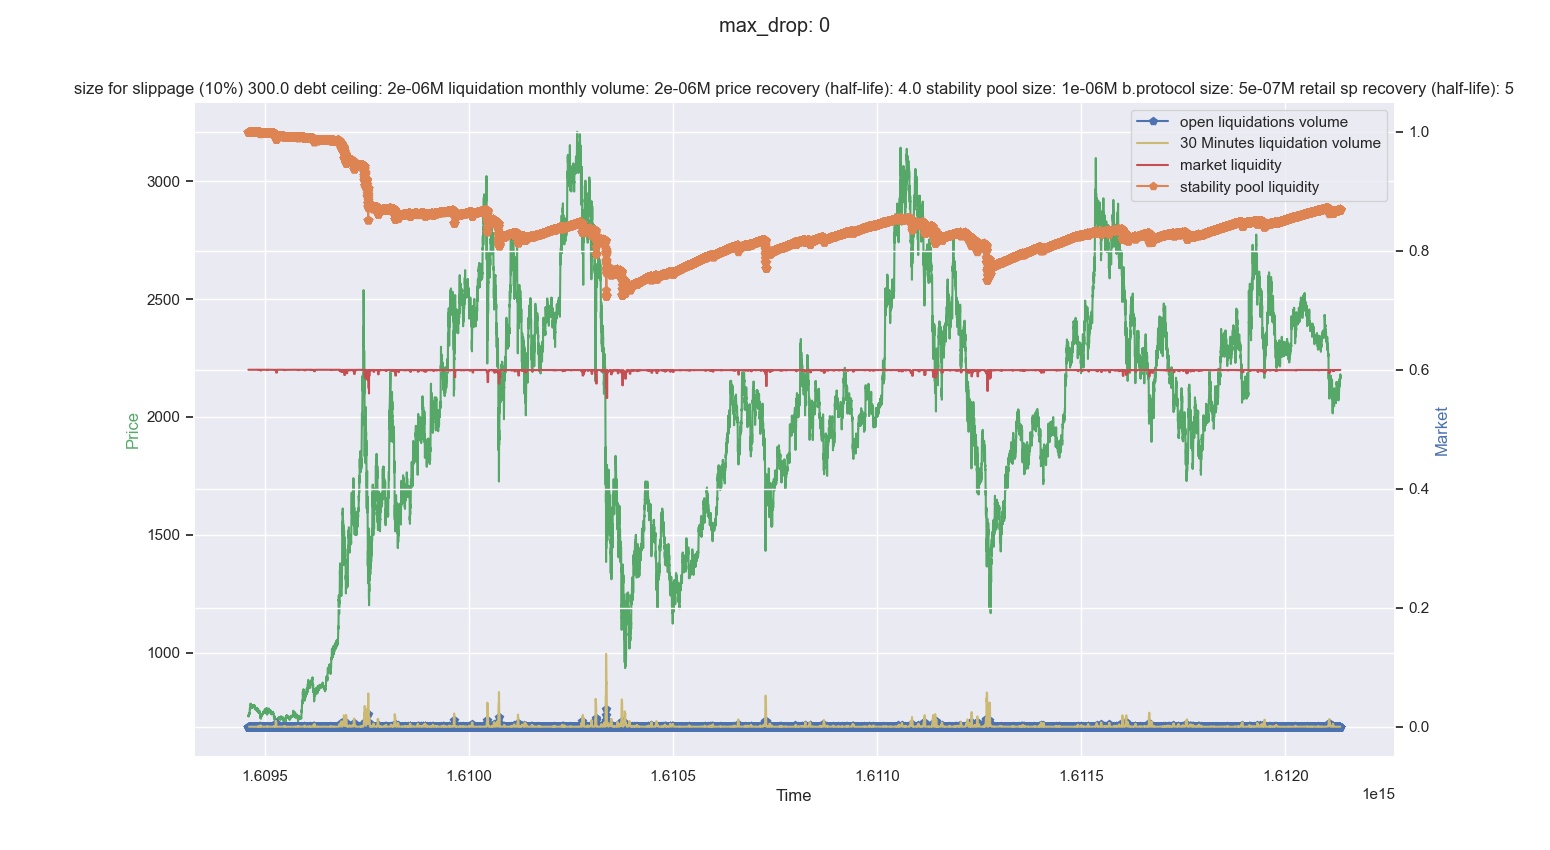 max_drop: 0
size for slippage (10%) 300.0 debt ceiling: 2e-06M liquidation monthly volume: 2e-06M price recovery (half-life): 4.0 stability pool size: 1e-06M b.protocol size: 5e-07M retail sp recovery (half-life): 5
open liquidations volume
30 Minutes liquidation volume
market liquidity
stability pool liquidity
3000
2500
2000
1500
1000
Price
1.0
0.8
0.6
0.4
0.2
0.0
Market
1.6095 1.6100 1.6105 1.6110 1.6115 1.6120
1e15
Time